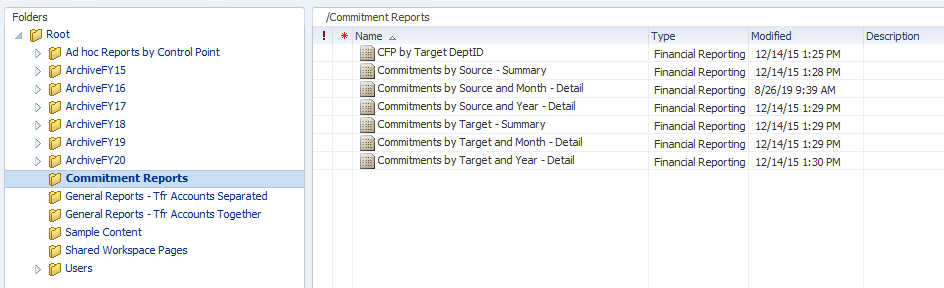 Folders
Root
Ad hoc Reports by Control Point
ArchiveFY15
ArchiveFY16
ArchiveFY17
ArchiveFY18
ArchiveFY19
ArchiveFY20
Commitment Reports
General Reports - Tfr Accounts Separated
General Reports - Tfr Accounts Together
Sample Content
Shared Workspace Pages
Users
/Commitment Reports
! * Name Type Modified Description
CFP by Target DeptID Financial Reporting 12/14/15 1:25 PM
Commitments by Source - Summary Financial Reporting 12/14/15 1:28 PM
Commitments by Source and Month - Detail Financial Reporting 8/26/19 9:39 AM
Commitments by Source and Year - Detail Financial Reporting 12/14/15 1:29 PM
Commitments by Target - Summary Financial Reporting 12/14/15 1:29 PM
Commitments by Target and Month - Detail Financial Reporting 12/14/15 1:29 PM
Commitments by Target and Year - Detail Financial Reporting 12/14/15 1:30 PM